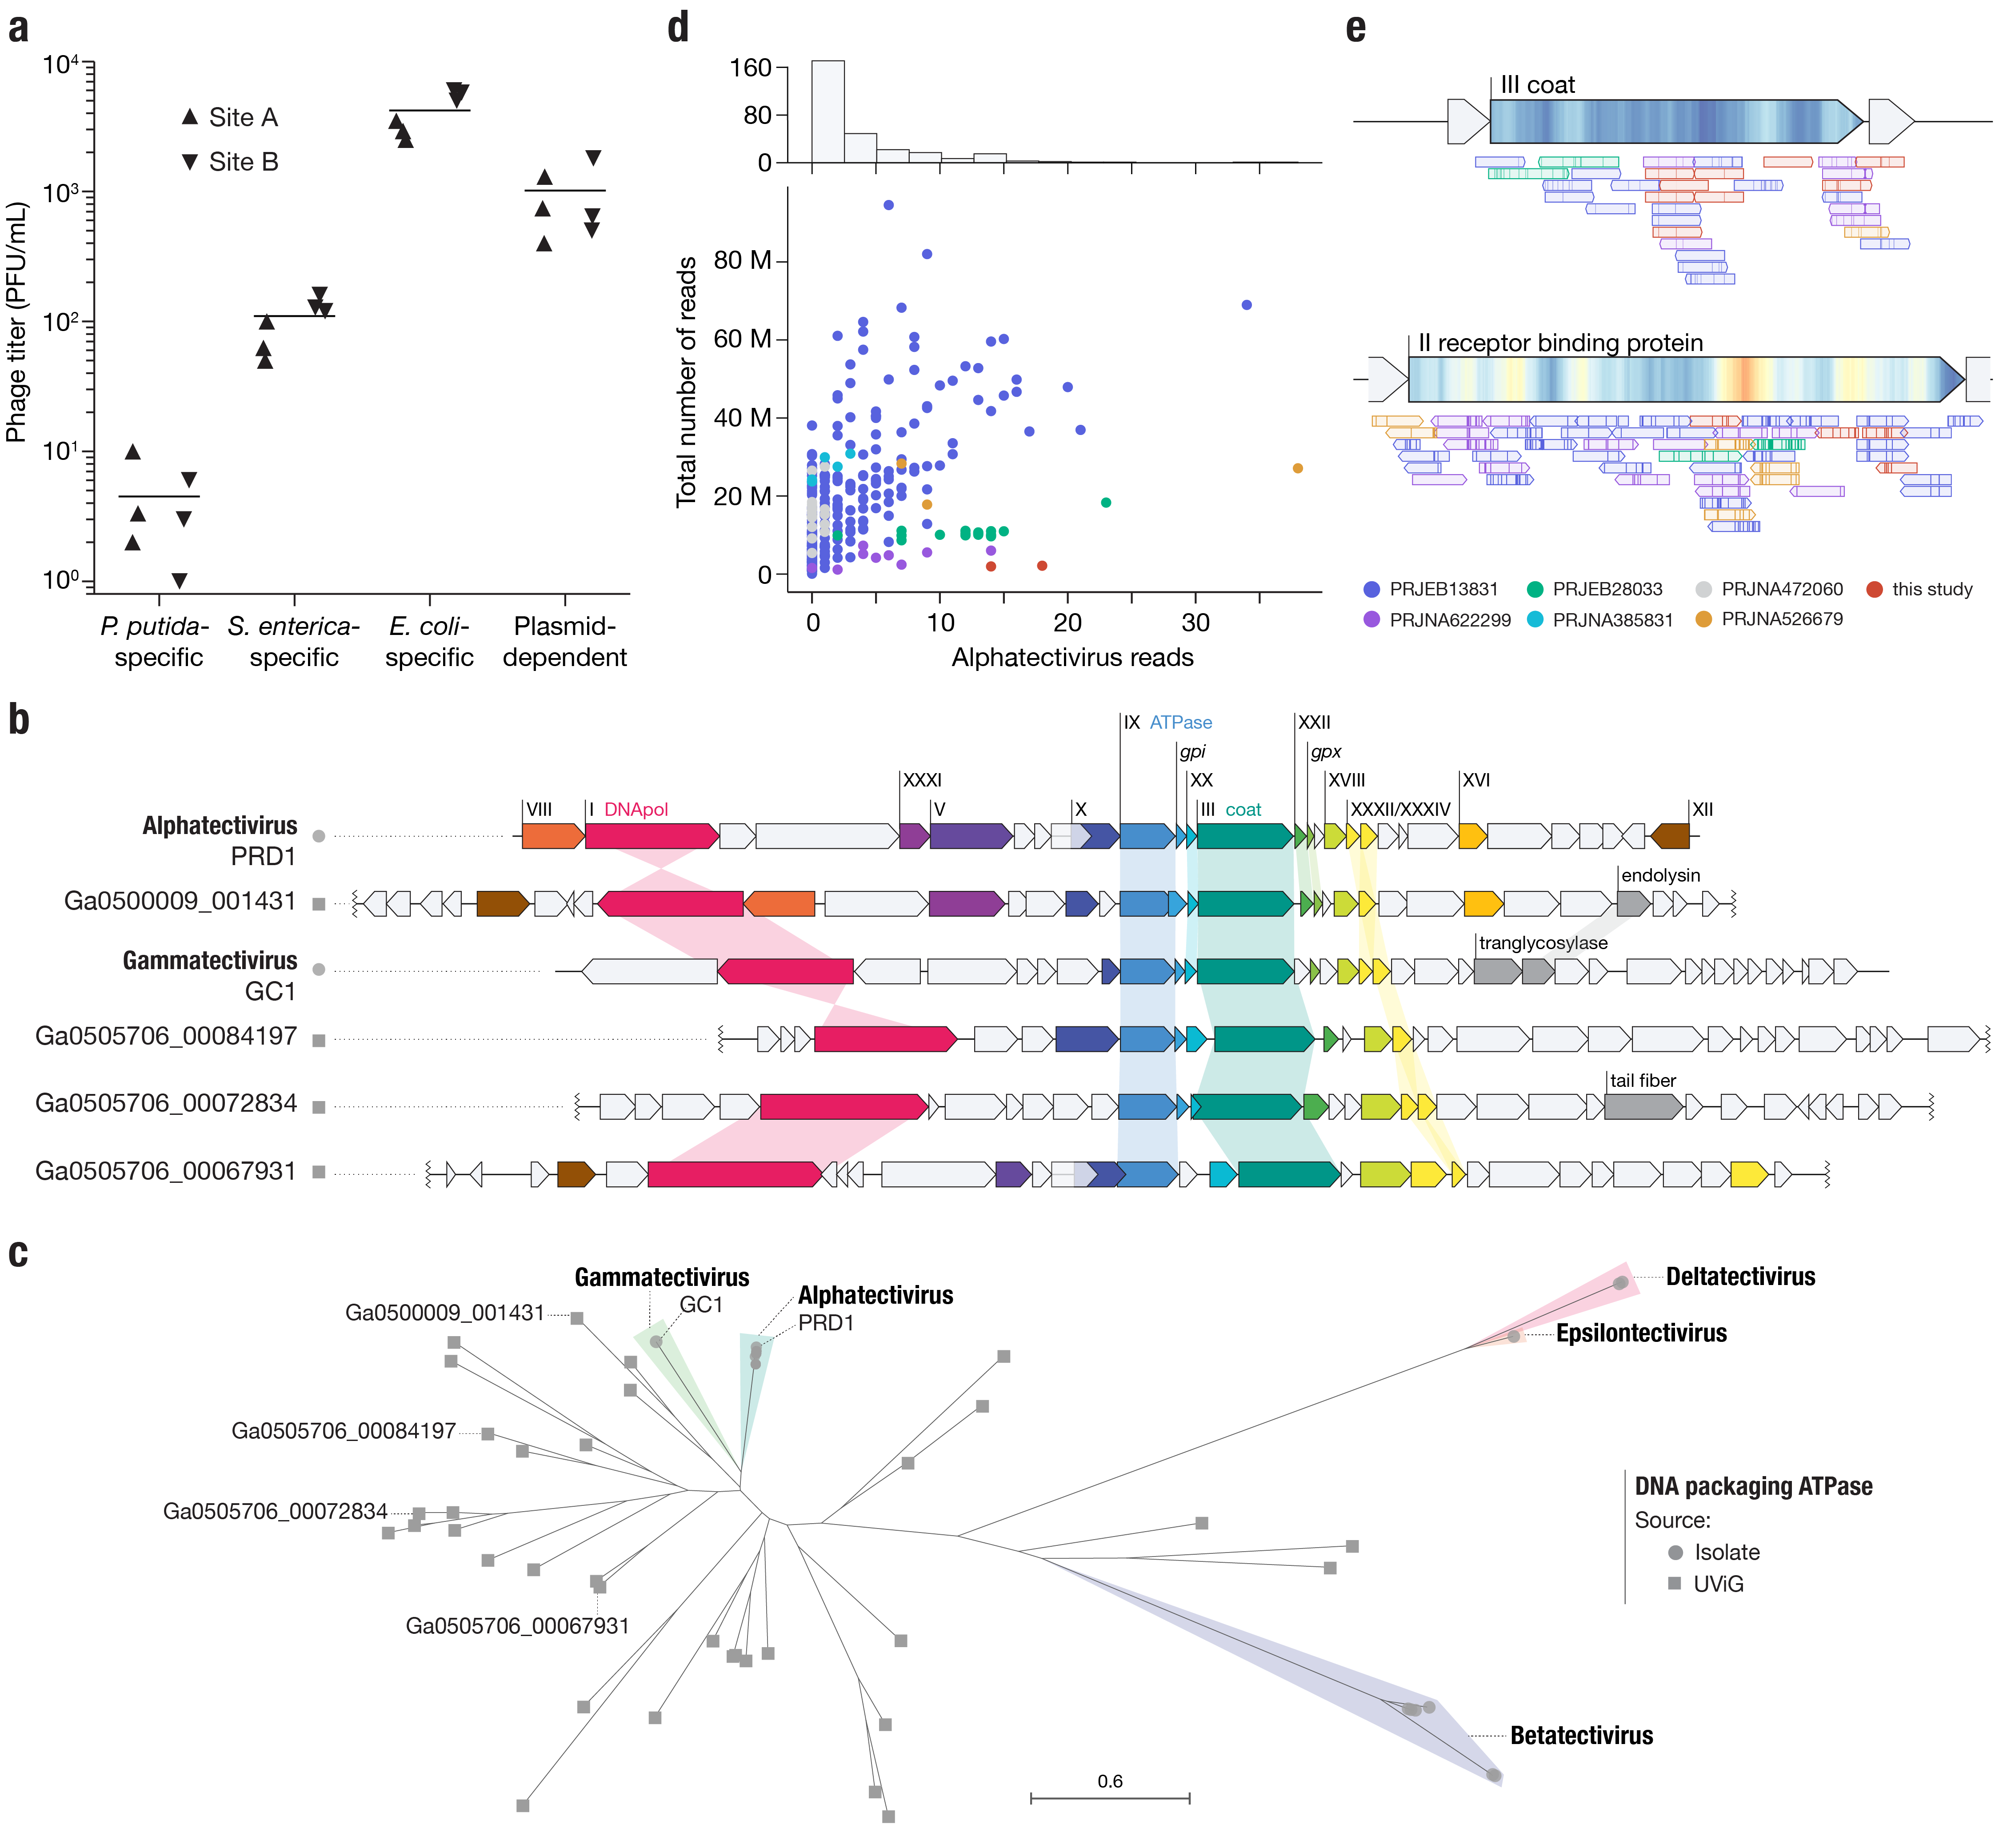 a
10⁴
10³
10²
10¹
10⁰
Phage titer (PFU/mL)
Site A
Site B
P. putida-
specific
S. enterica-
specific
E. coli-
specific
Plasmid-
dependent
d
160
80
0
80 M
60 M
40 M
20 M
0
Total number of reads
0
10
20
30
Alphatectivirus reads
e
III coat
II receptor binding protein
PRJEB13831
PRJEB28033
PRJNA472060
this study
PRJNA622299
PRJNA385831
PRJNA526679
b
IX ATPase
XXII
gpi
gpx
XXXI
XX
XVIII
XVI
VIII
I DNApol
V
X
III coat
XXXII/XXXIV
XII
Alphatectivirus
PRD1
Ga0500009_001431
endolysin
Gammatectivirus
GC1
tranglycosylase
Ga0505706_00084197
Ga0505706_00072834
tail fiber
Ga0505706_00067931
c
Gammatectivirus
GC1
Alphatectivirus
PRD1
Ga0500009_001431
Deltatectivirus
Epsilontectivirus
Ga0505706_00084197
Ga0505706_00072834
Ga0505706_00067931
DNA packaging ATPase
Source:
Isolate
UViG
Betatectivirus
0.6